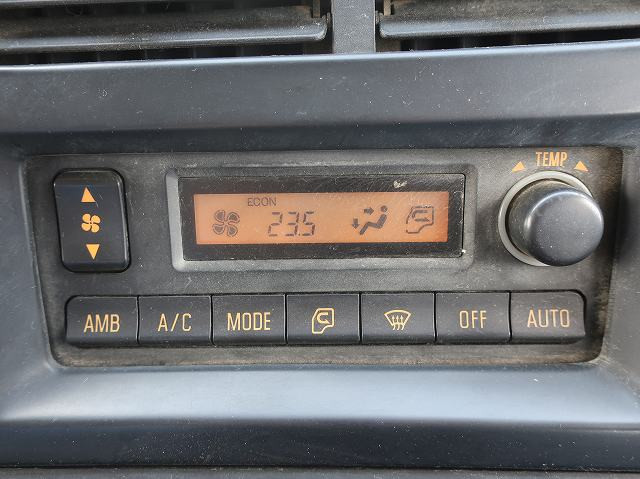 TEMP
ECON
23.5
AMB A/C MODE OFF AUTO